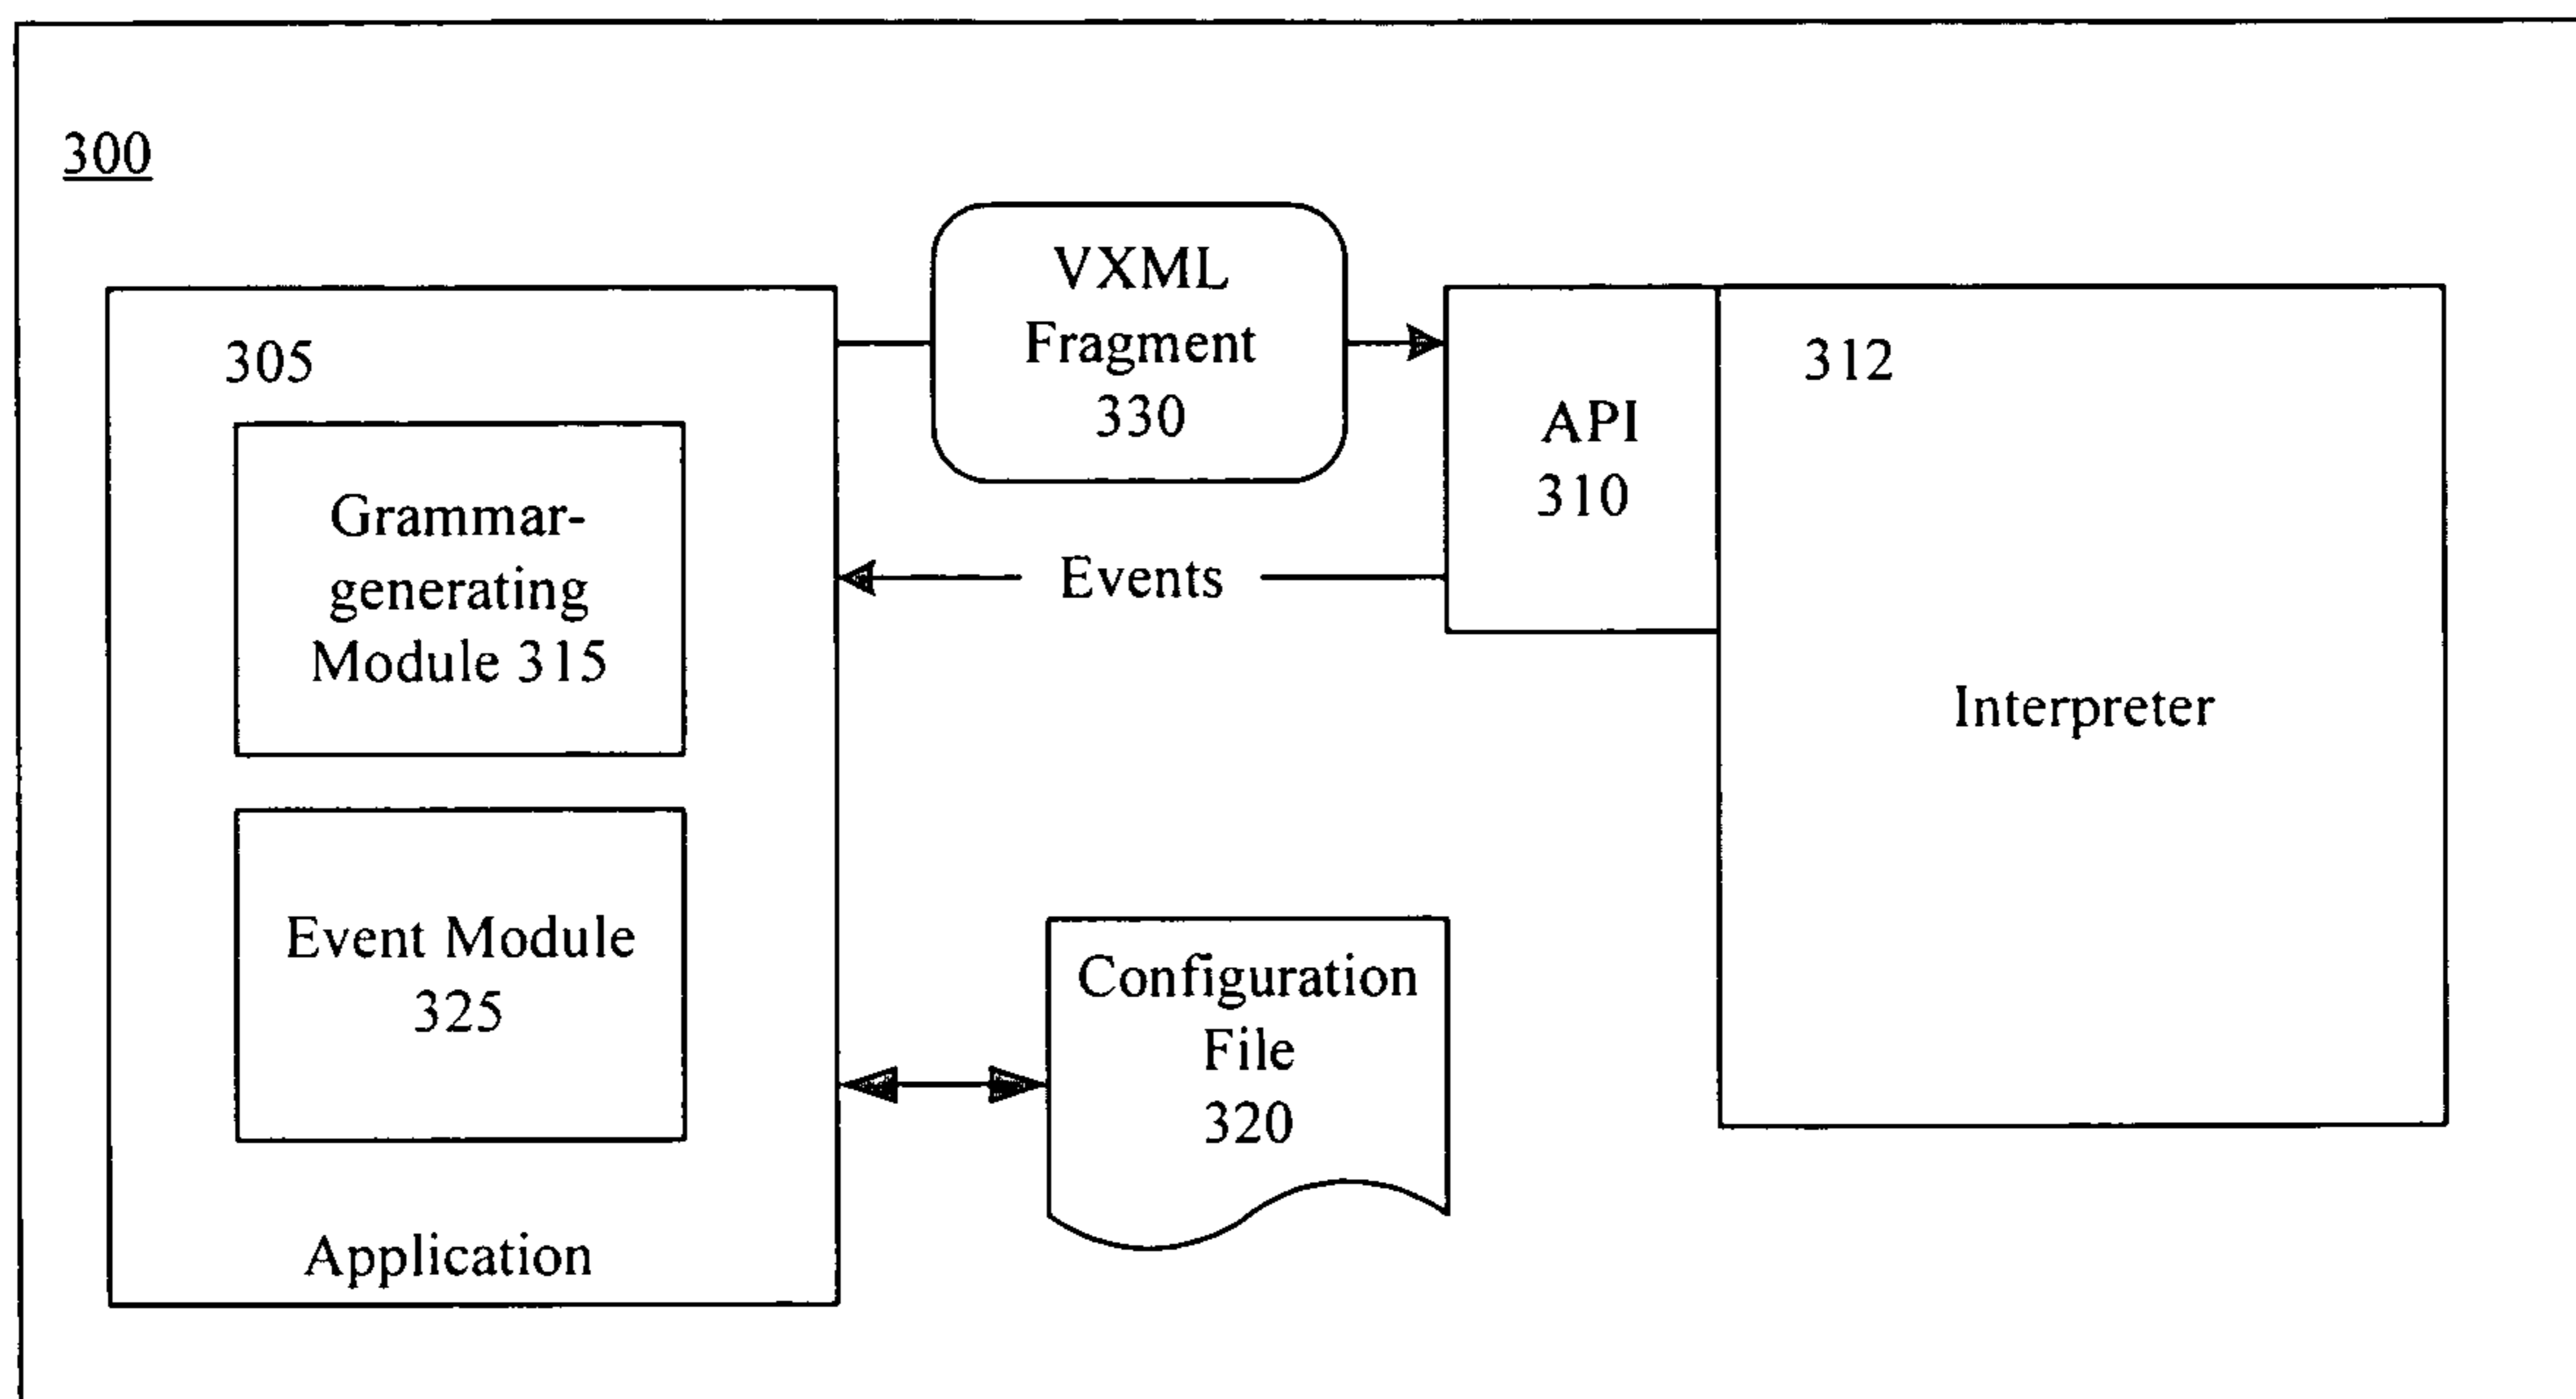 300
305
Grammar-
generating
Module 315
Event Module
325
Application
VXML
Fragment
330
Events
Configuration
File
320
API
310
312
Interpreter